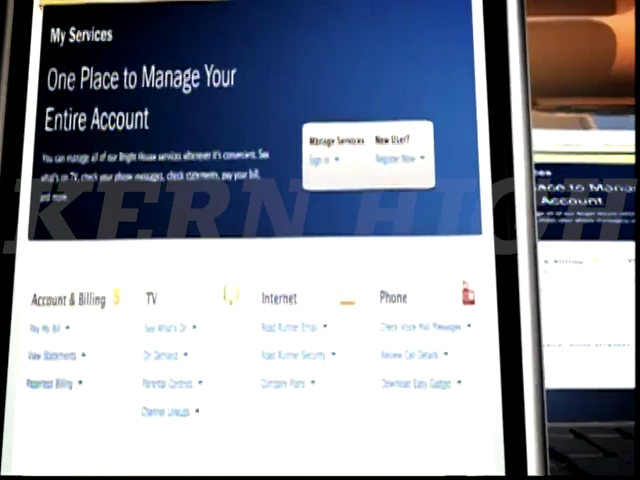 My Services
One Place to Manage Your
Entire Account
You can manage all of our Bright House services whenever it's convenient. See
what's on TV, check your phone messages, check statements, pay your bill,
and more.
Manage Services
New User?
Sign In
Register Now
Account & Billing
TV
Internet
Phone
Pay My Bill
See What's On
Road Runner Email
Check Voice Mail Messages
View Statements
On Demand
Road Runner Security
Review Call Details
Paperless Billing
Parental Controls
Compare Plans
Download Easy Gadget
Channel Lineups
KERN HIGH
Account